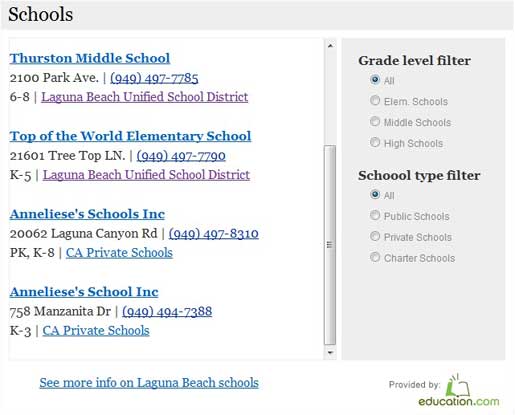 Schools
Thurston Middle School
2100 Park Ave. | (949) 497-7785
6-8 | Laguna Beach Unified School District
Top of the World Elementary School
21601 Tree Top LN. | (949) 497-7790
K-5 | Laguna Beach Unified School District
Anneliese's Schools Inc
20062 Laguna Canyon Rd | (949) 497-8310
PK, K-8 | CA Private Schools
Anneliese's School Inc
758 Manzanita Dr | (949) 494-7388
K-3 | CA Private Schools
Grade level filter
All
Elem. Schools
Middle Schools
High Schools
Schoool type filter
All
Public Schools
Private Schools
Charter Schools
See more info on Laguna Beach schools
Provided by:
education.com